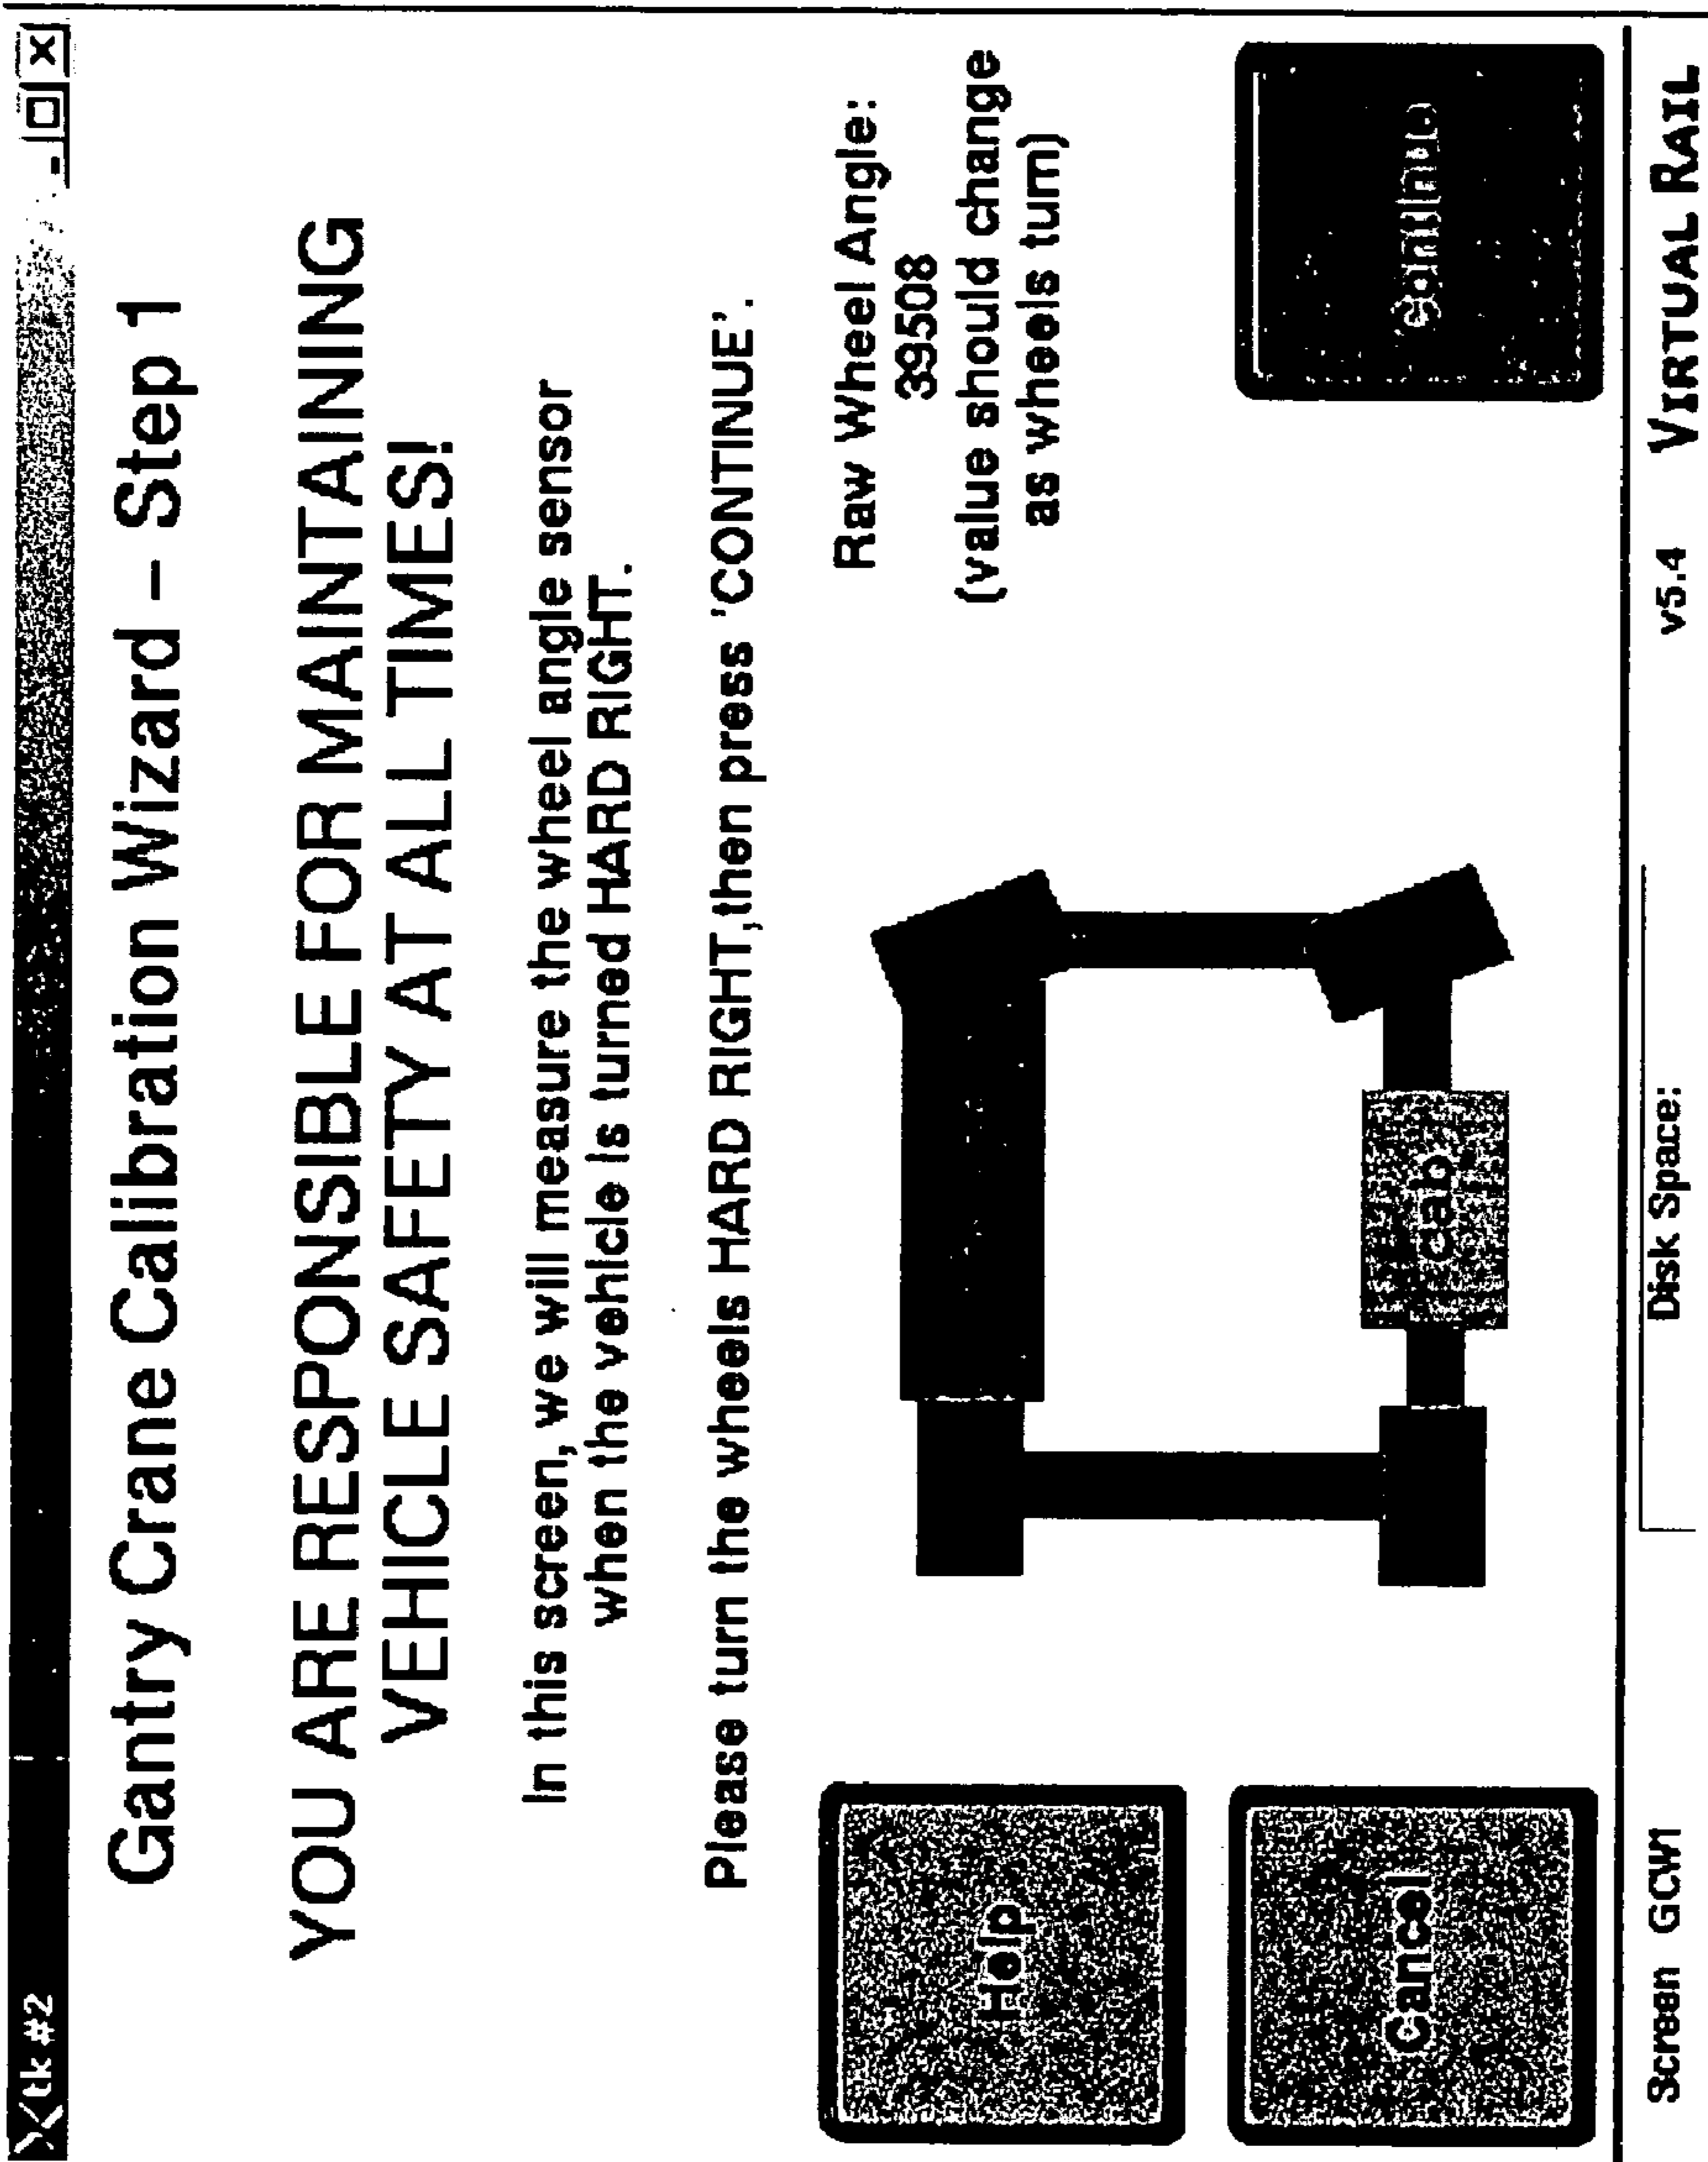 tk #2
Gantry Crane Calibration Wizard – Step 1
YOU ARE RESPONSIBLE FOR MAINTAINING
VEHICLE SAFETY AT ALL TIMES!
In this screen, we will measure the wheel angle sensor
when the vehicle is turned HARD RIGHT.
Please turn the wheels HARD RIGHT,then press 'CONTINUE'.
Help
Raw Wheel Angle:
39508
(value should change
as wheels turn)
Cab
Cancel
Continue
Screen GCW1
Disk Space:
v5.4
VIRTUAL RAIL